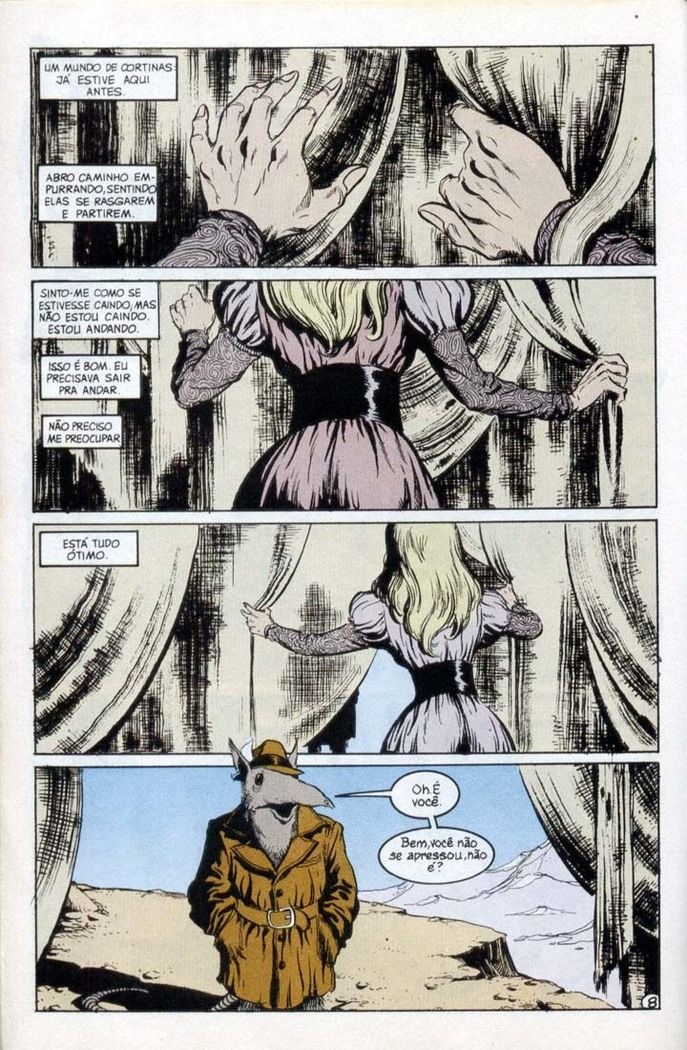 UM MUNDO DE CORTINAS:
JÁ ESTIVE AQUI
ANTES.
ABRO CAMINHO EM-
PURRANDO, SENTINDO
ELAS SE RASGAREM
E PARTIREM.
SINTO-ME COMO SE
ESTIVESSE CAINDO, MAS
NÃO ESTOU CAINDO.
ESTOU ANDANDO.
ISSO É BOM. EU
PRECISAVA SAIR
PRA ANDAR.
NÃO PRECISO
ME PREOCUPAR
ESTÁ TUDO
ÓTIMO.
Oh. É
você.
Bem, você não
se apressou, não
é?
8